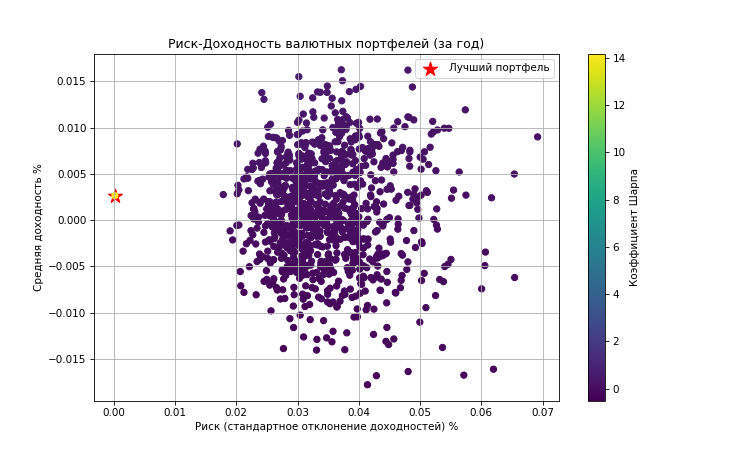 Риск-Доходность валютных портфелей (за год)
Лучший портфель
Средняя доходность %
0.015
0.010
0.005
0.000
−0.005
−0.010
−0.015
0.00 0.01 0.02 0.03 0.04 0.05 0.06 0.07
Риск (стандартное отклонение доходностей) %
14
12
10
8
6
4
2
0
Коэффициент Шарпа